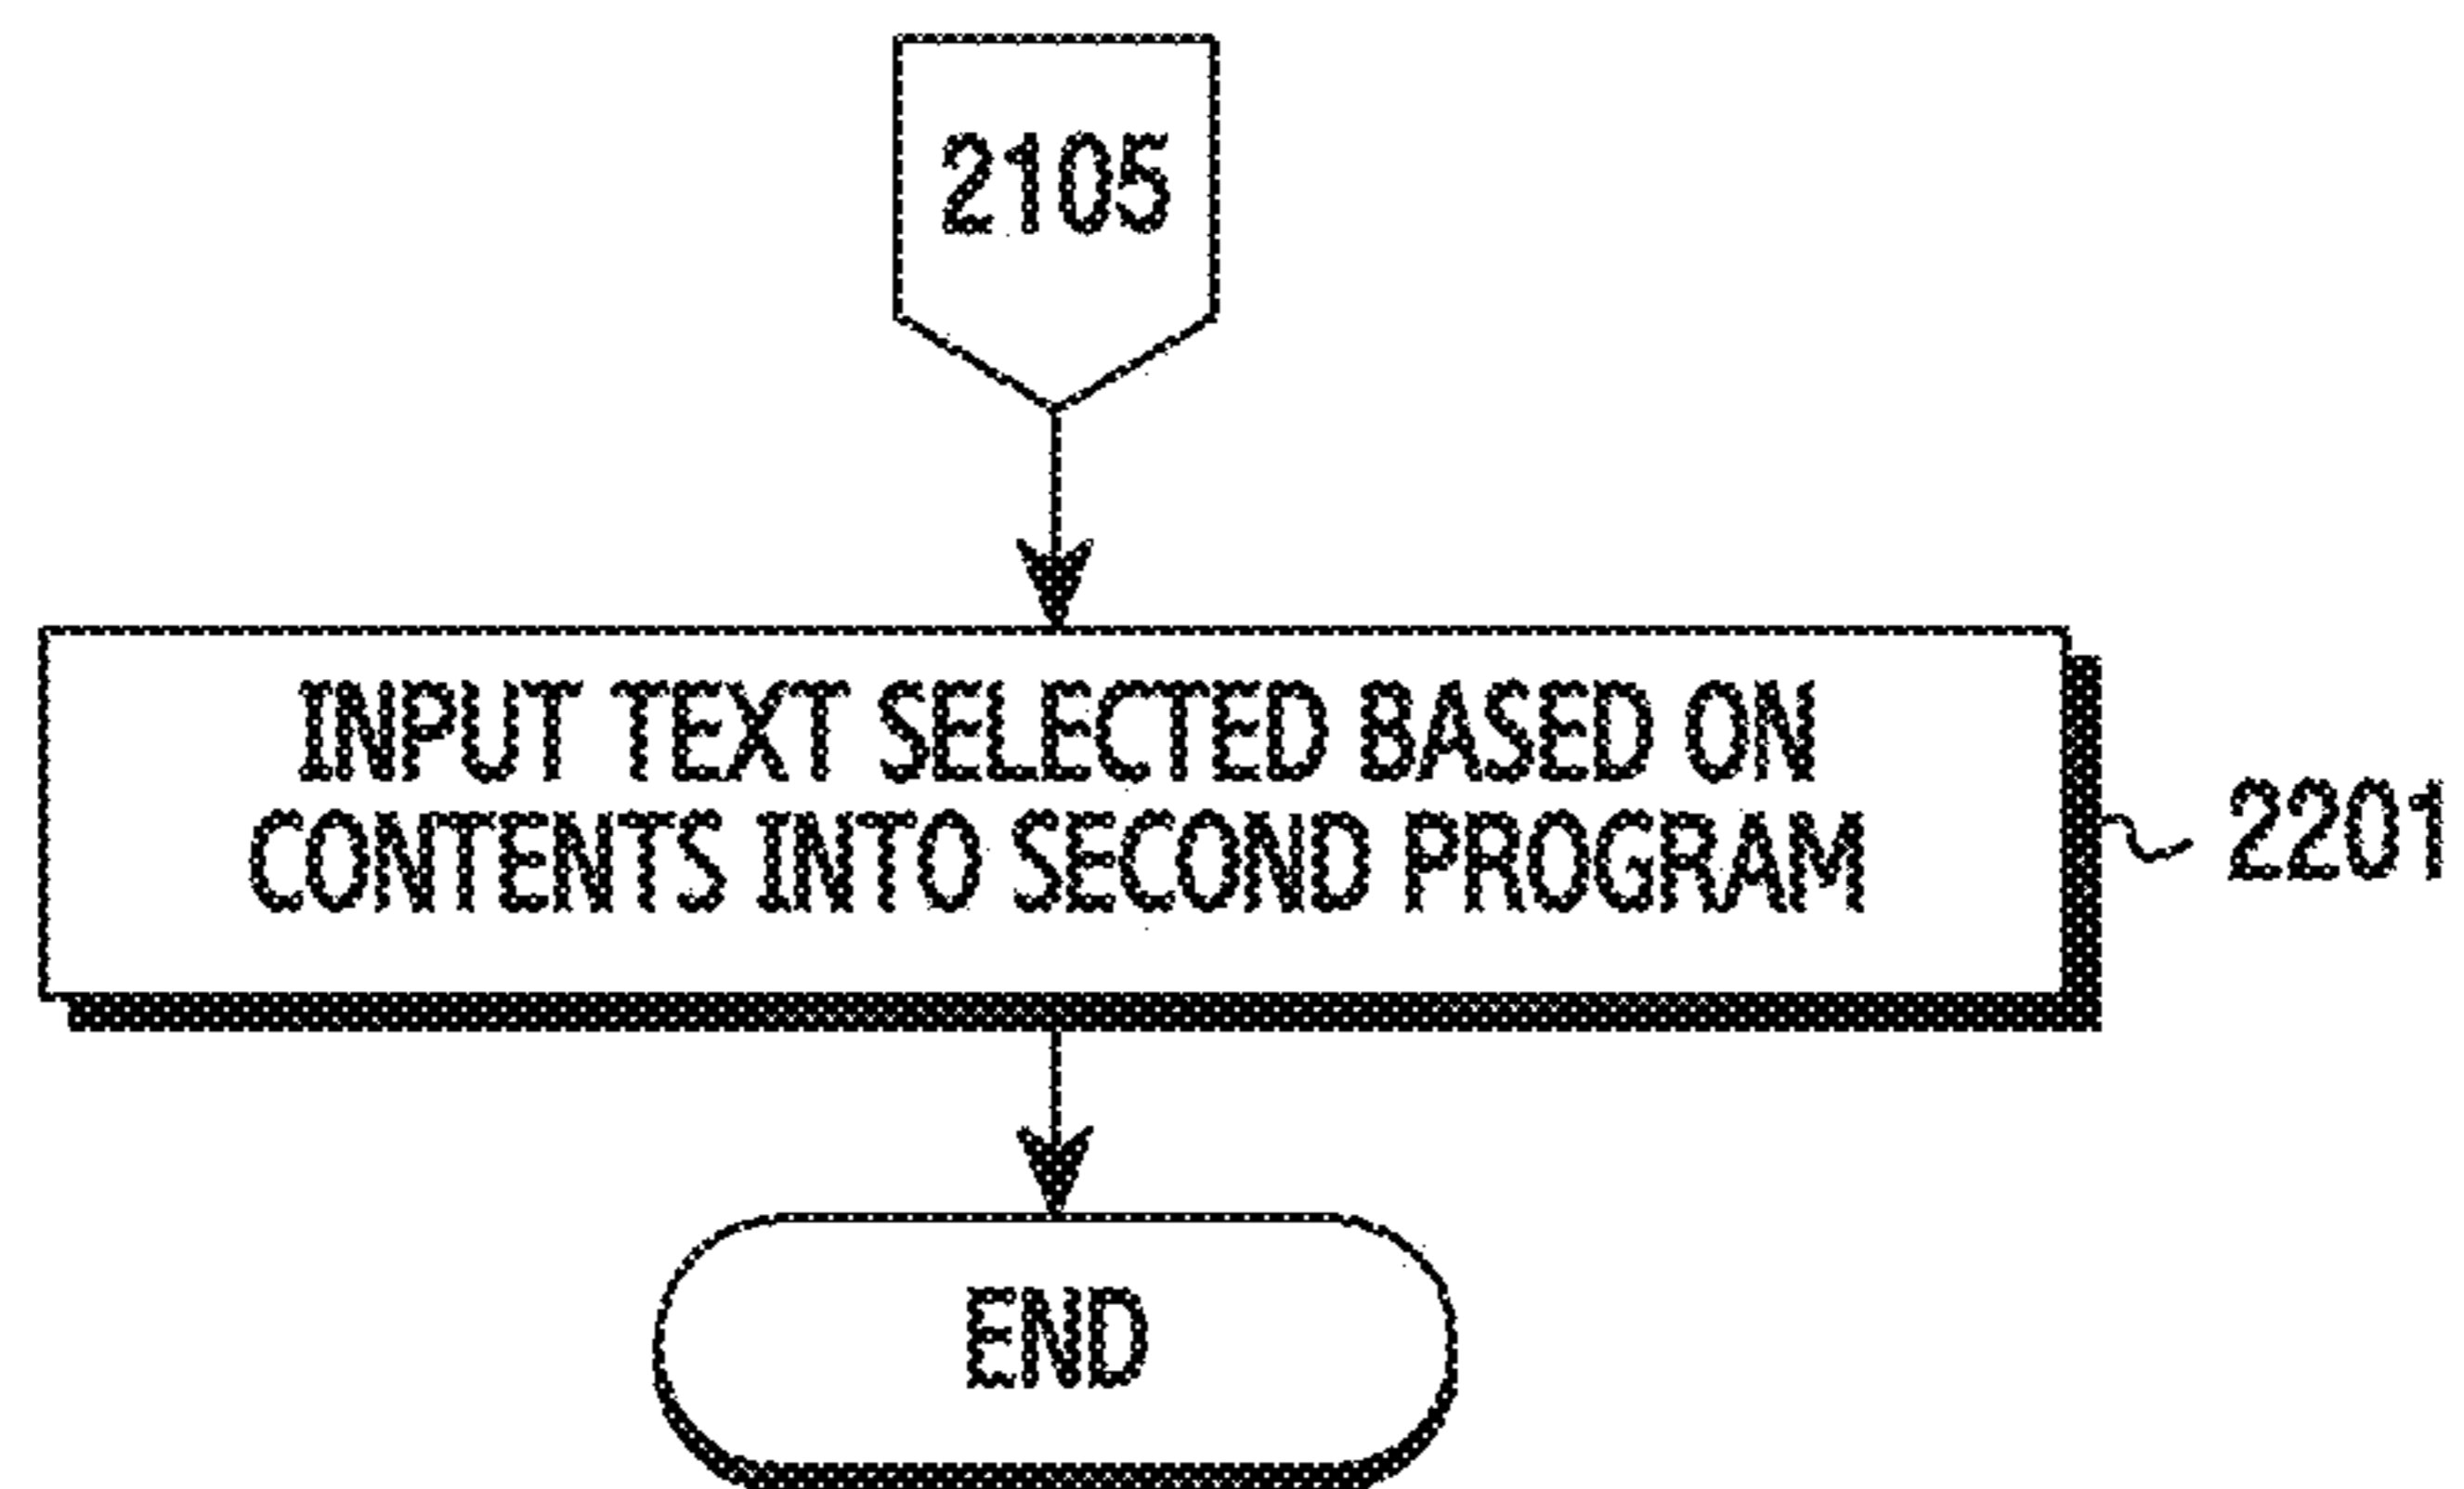 2105
INPUT TEXT SELECTED BASED ON
CONTENTS INTO SECOND PROGRAM
2201
END